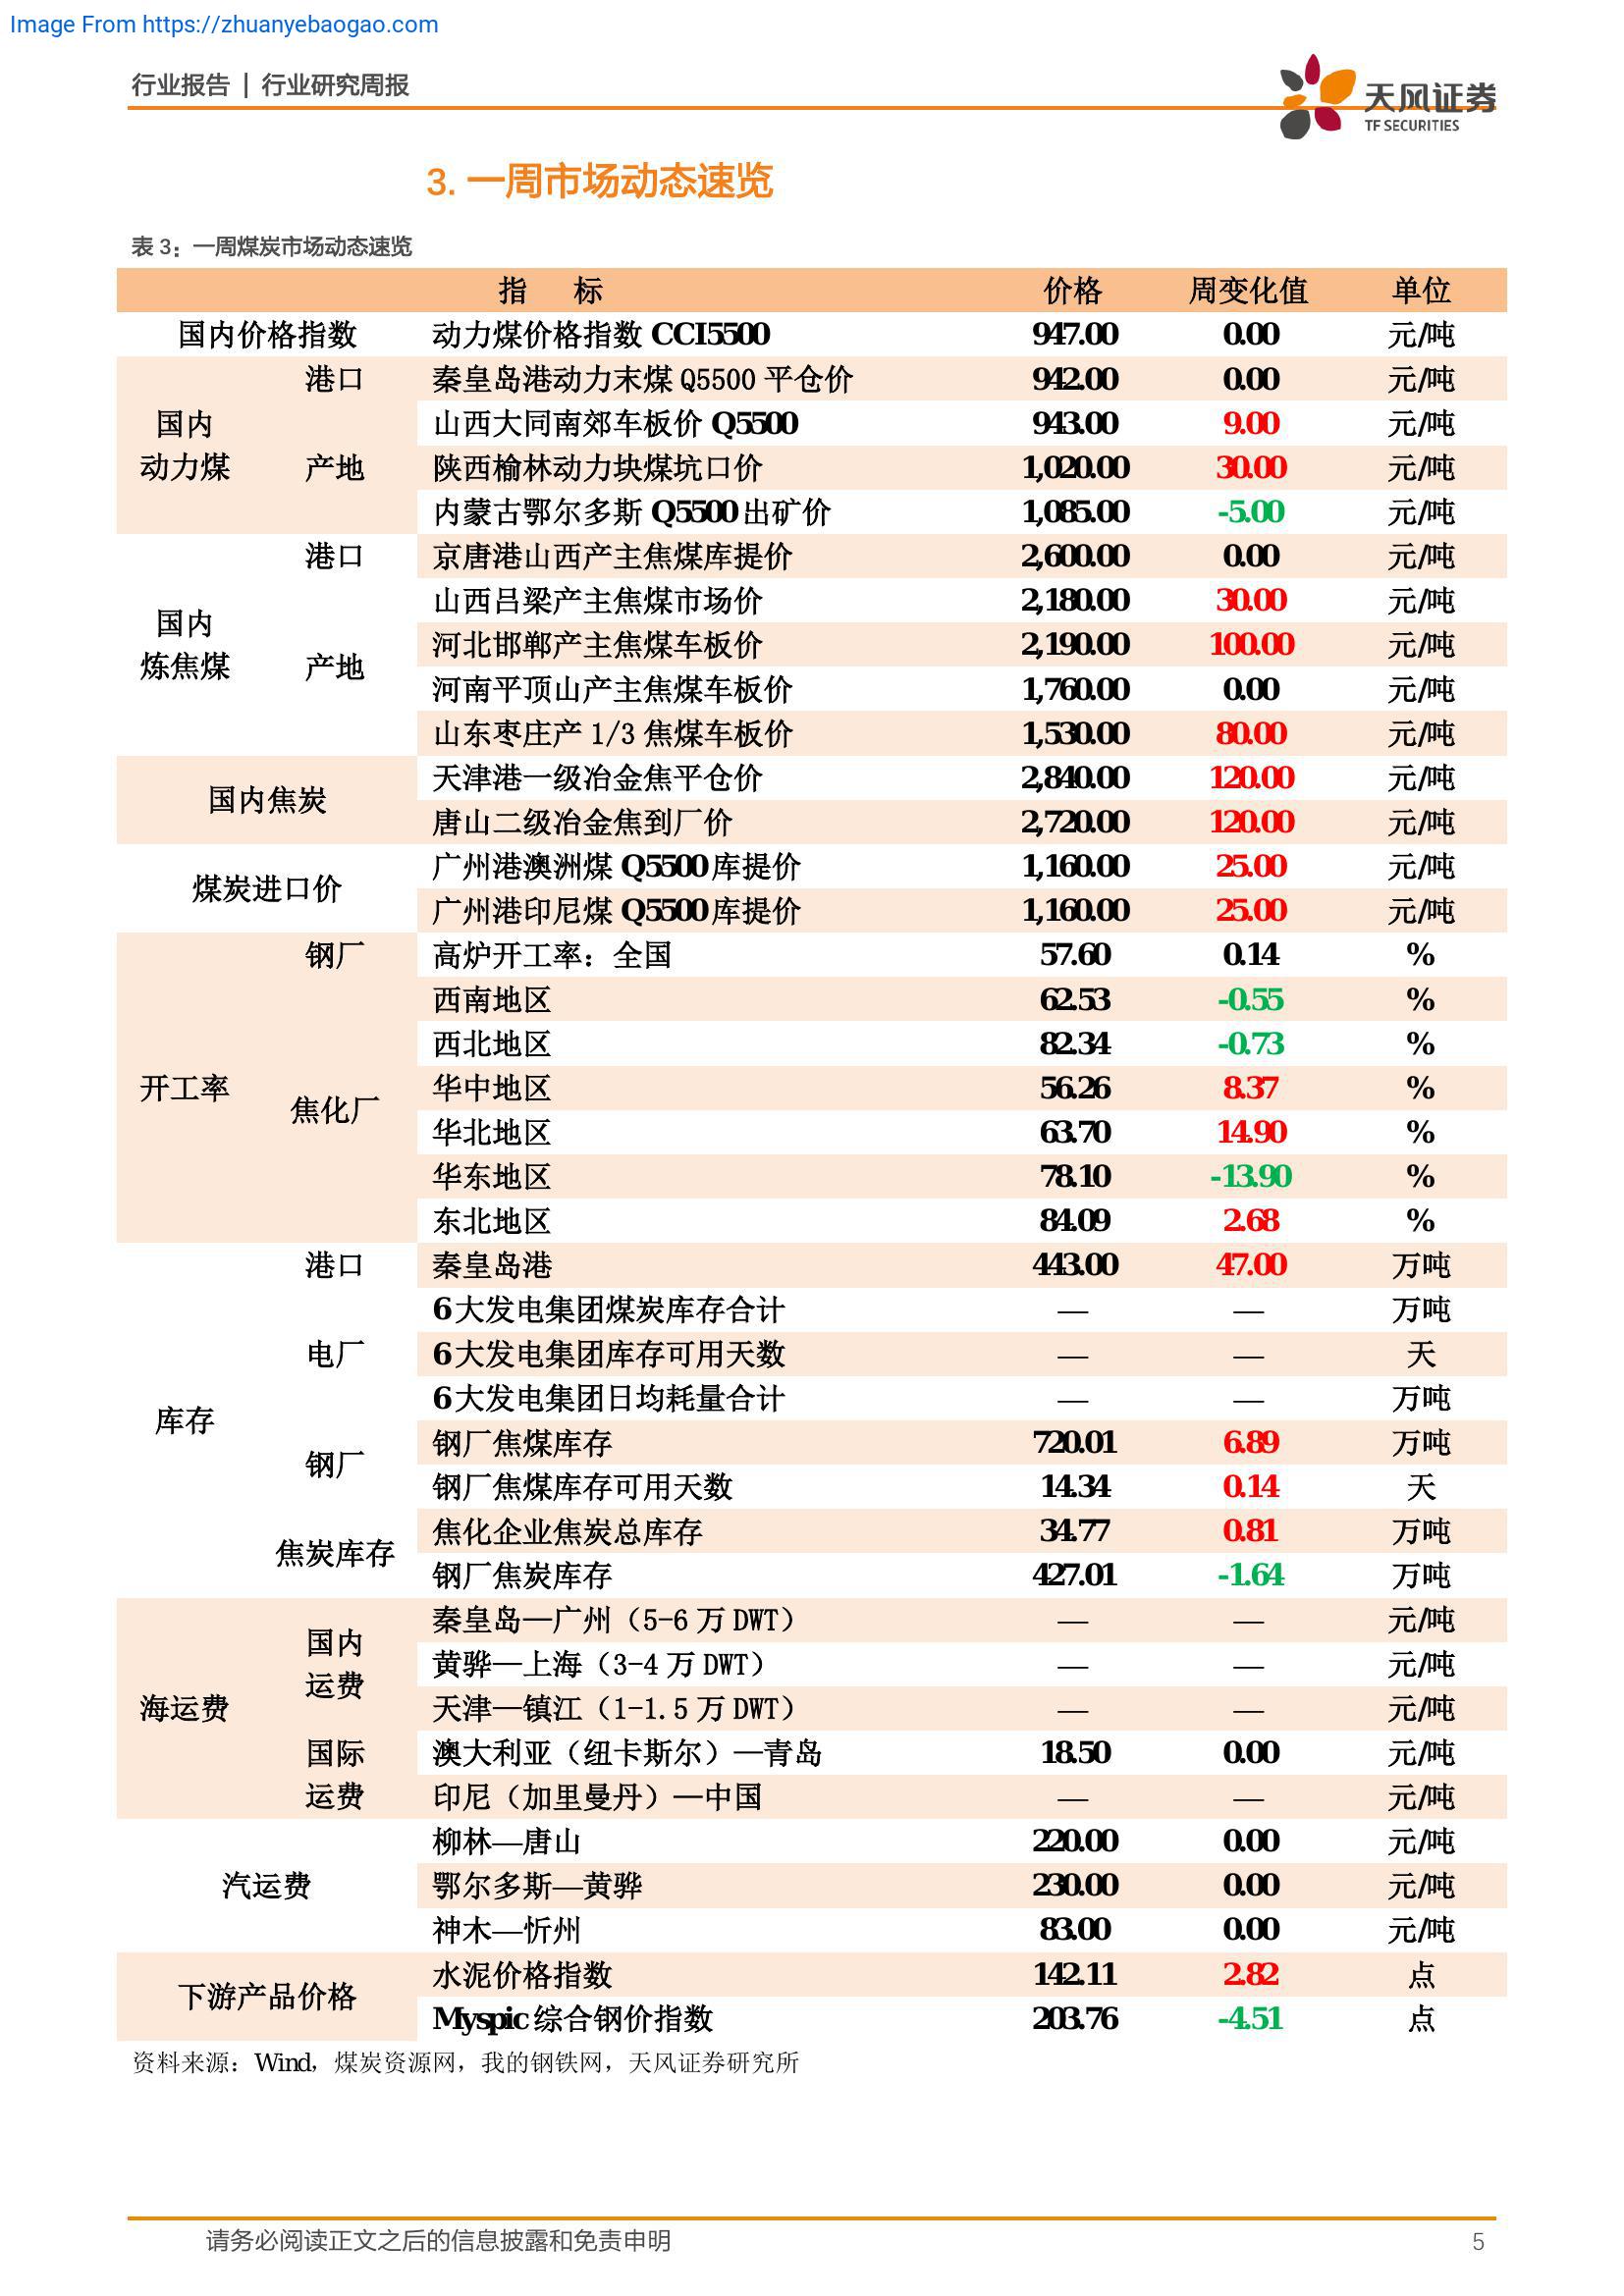 Image From https://zhuanyebaogao.com
行业报告 | 行业研究周报
天风证券
TF SECURITIES
3. 一周市场动态速览
表 3：一周煤炭市场动态速览
指 标 价格 周变化值 单位
国内价格指数 动力煤价格指数 CCI5500 947.00 0.00 元/吨
国内动力煤 港口 秦皇岛港动力末煤 Q5500 平仓价 942.00 0.00 元/吨
产地 山西大同南郊车板价 Q5500 943.00 9.00 元/吨
陕西榆林动力块煤坑口价 1,020.00 30.00 元/吨
内蒙古鄂尔多斯 Q5500 出矿价 1,085.00 -5.00 元/吨
国内炼焦煤 港口 京唐港山西产主焦煤库提价 2,600.00 0.00 元/吨
产地 山西吕梁产主焦煤市场价 2,180.00 30.00 元/吨
河北邯郸产主焦煤车板价 2,190.00 100.00 元/吨
河南平顶山产主焦煤车板价 1,760.00 0.00 元/吨
山东枣庄产 1/3 焦煤车板价 1,530.00 80.00 元/吨
国内焦炭 天津港一级冶金焦平仓价 2,840.00 120.00 元/吨
唐山二级冶金焦到厂价 2,720.00 120.00 元/吨
煤炭进口价 广州港澳洲煤 Q5500 库提价 1,160.00 25.00 元/吨
广州港印尼煤 Q5500 库提价 1,160.00 25.00 元/吨
开工率 钢厂 高炉开工率：全国 57.60 0.14 %
焦化厂 西南地区 62.53 -0.55 %
西北地区 82.34 -0.73 %
华中地区 56.26 8.37 %
华北地区 63.70 14.90 %
华东地区 78.10 -13.90 %
东北地区 84.09 2.68 %
库存 港口 秦皇岛港 443.00 47.00 万吨
电厂 6 大发电集团煤炭库存合计 — — 万吨
6 大发电集团库存可用天数 — — 天
6 大发电集团日均耗量合计 — — 万吨
钢厂 钢厂焦煤库存 720.01 6.89 万吨
钢厂焦煤库存可用天数 14.34 0.14 天
焦炭库存 焦化企业焦炭总库存 34.77 0.81 万吨
钢厂焦炭库存 427.01 -1.64 万吨
海运费 国内运费 秦皇岛—广州（5-6 万 DWT） — — 元/吨
黄骅—上海（3-4 万 DWT） — — 元/吨
天津—镇江（1-1.5 万 DWT） — — 元/吨
国际运费 澳大利亚（纽卡斯尔）—青岛 18.50 0.00 元/吨
印尼（加里曼丹）—中国 — — 元/吨
汽运费 柳林—唐山 220.00 0.00 元/吨
鄂尔多斯—黄骅 230.00 0.00 元/吨
神木—忻州 83.00 0.00 元/吨
下游产品价格 水泥价格指数 142.11 2.82 点
Myspic 综合钢价指数 203.76 -4.51 点
资料来源：Wind，煤炭资源网，我的钢铁网，天风证券研究所
请务必阅读正文之后的信息披露和免责申明 5